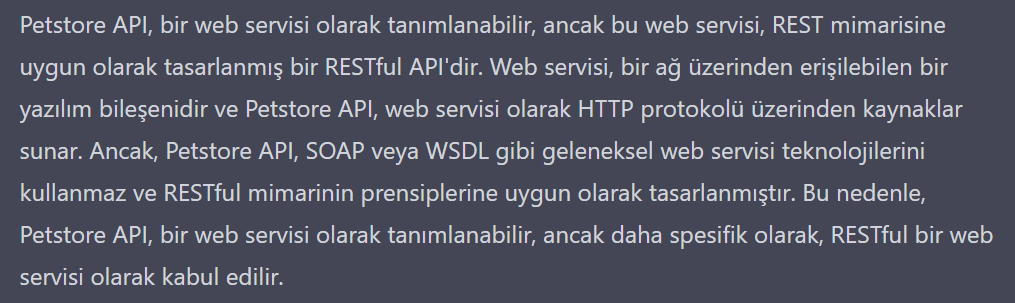 Petstore API, bir web servisi olarak tanımlanabilir, ancak bu web servisi, REST mimarisine
uygun olarak tasarlanmış bir RESTful API'dir. Web servisi, bir ağ üzerinden erişilebilen bir
yazılım bileşenidir ve Petstore API, web servisi olarak HTTP protokolü üzerinden kaynaklar
sunar. Ancak, Petstore API, SOAP veya WSDL gibi geleneksel web servisi teknolojilerini
kullanmaz ve RESTful mimarinin prensiplerine uygun olarak tasarlanmıştır. Bu nedenle,
Petstore API, bir web servisi olarak tanımlanabilir, ancak daha spesifik olarak, RESTful bir web
servisi olarak kabul edilir.